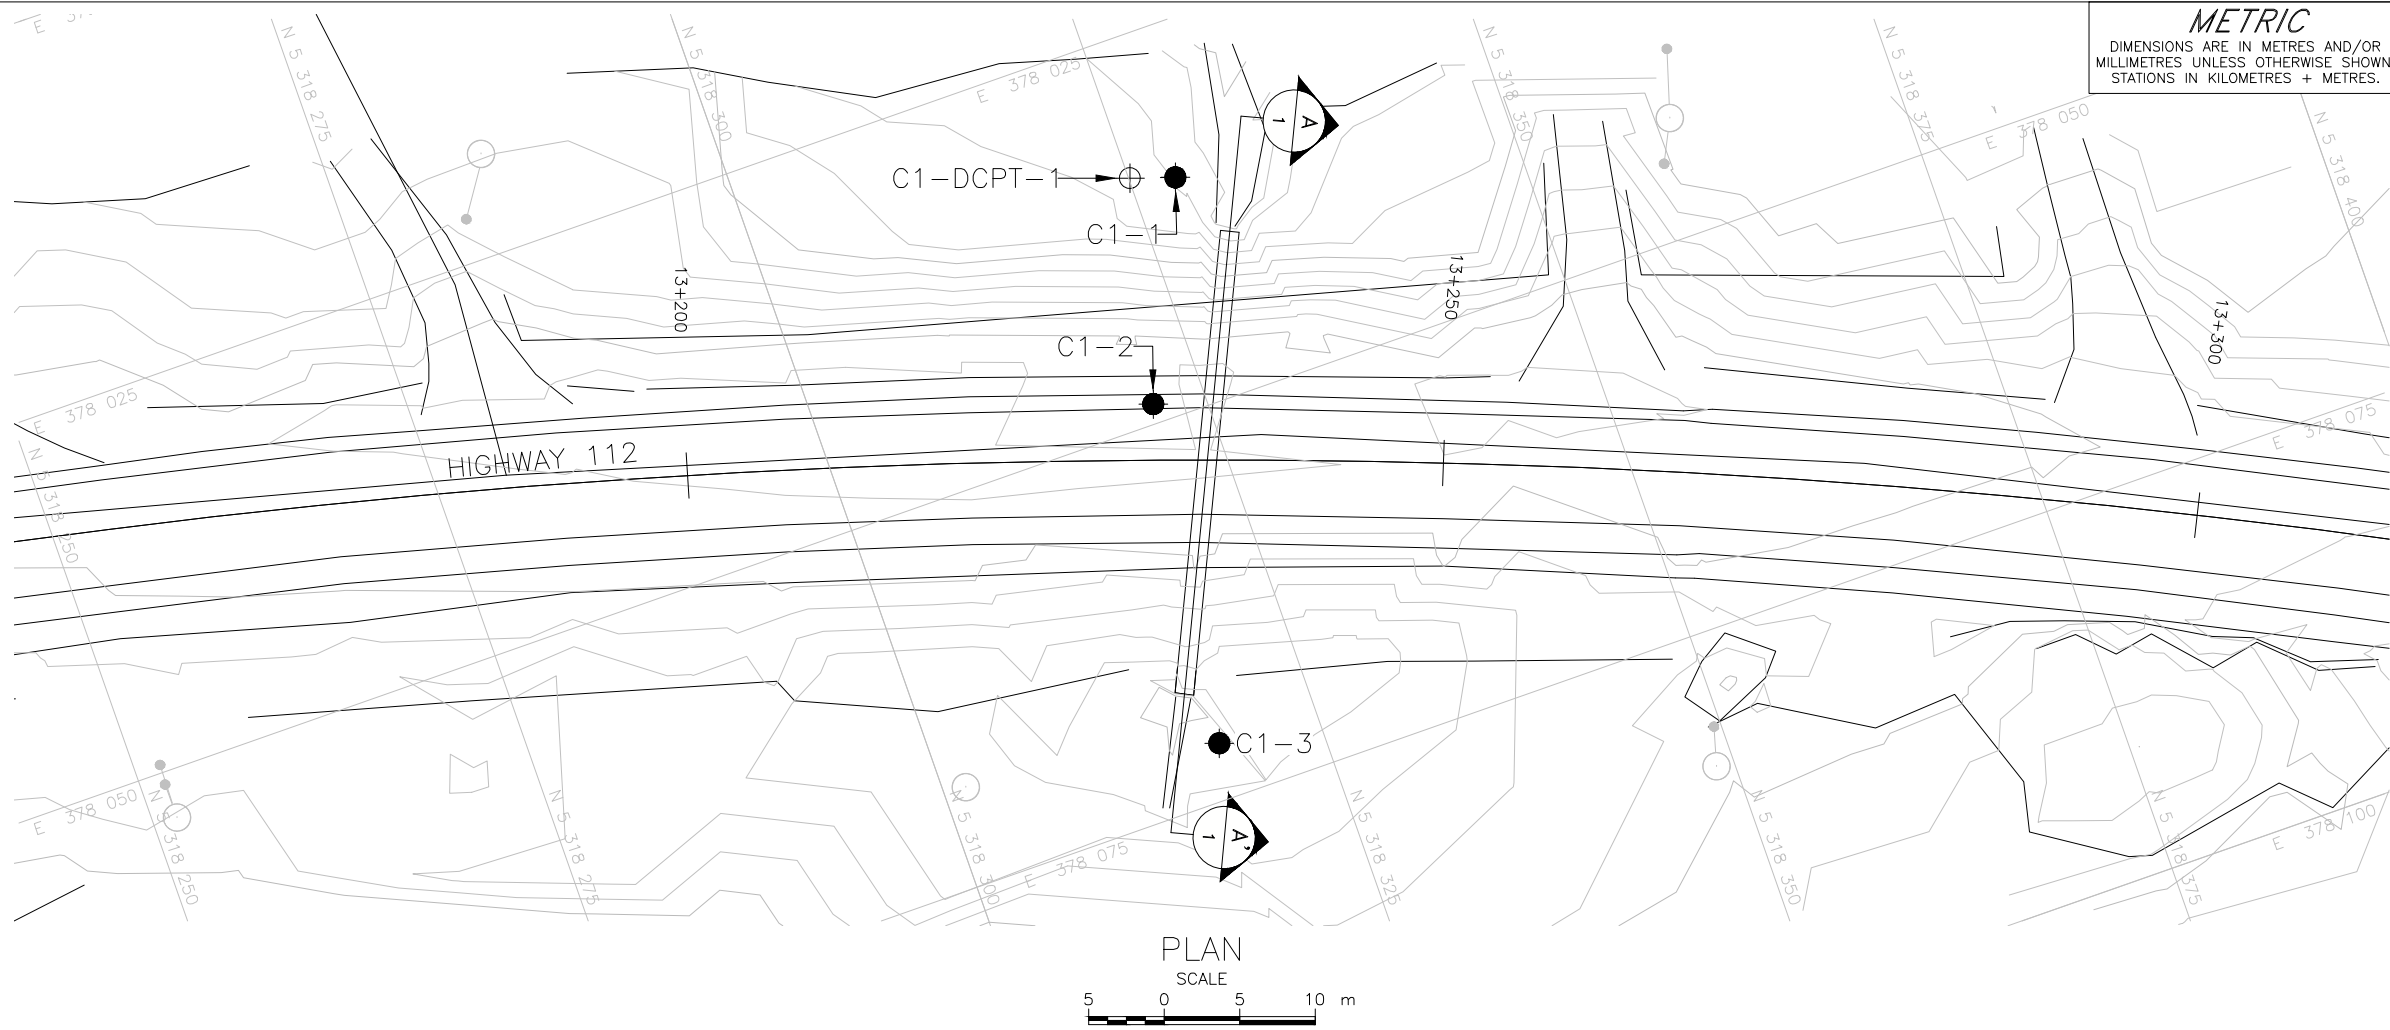 METRIC
DIMENSIONS ARE IN METRES AND/OR
MILLIMETRES UNLESS OTHERWISE SHOWN
STATIONS IN KILOMETRES + METRES.
N 5 318 275
N 5 318 300
E 378 025
N 5 318 350
N 5 318 375
E 378 050
N 5 318 400
A
1
C1-DCPT-1
C1-1
13+200
13+250
13+300
C1-2
E 378 025
E 378 075
HIGHWAY 112
N 5 318 250
C1-3
E 378 050
N 5 318 250
N 5 318 275
N 5 318 300
A'
1
E 378 075
N 5 318 325
N 5 318 350
N 5 318 375
E 378 100
PLAN
SCALE
5 0 5 10 m